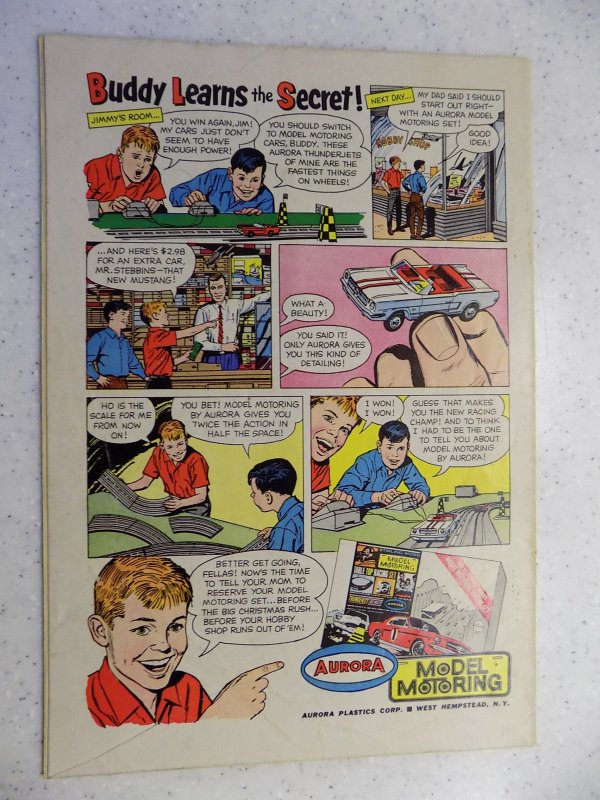 Buddy Learns the Secret!
JIMMY'S ROOM...
YOU WIN AGAIN, JIM!
MY CARS JUST DON'T
SEEM TO HAVE
ENOUGH POWER!
YOU SHOULD SWITCH
TO MODEL MOTORING
CARS, BUDDY. THESE
AURORA THUNDERJETS
OF MINE ARE THE
FASTEST THINGS
ON WHEELS!
NEXT DAY...
MY DAD SAID I SHOULD
START OUT RIGHT-
WITH AN AURORA MODEL
MOTORING SET!
GOOD
IDEA!
HOBBY SHOP
...AND HERE'S $2.98
FOR AN EXTRA CAR,
MR. STEBBINS-THAT
NEW MUSTANG!
WHAT A
BEAUTY!
YOU SAID IT!
ONLY AURORA GIVES
YOU THIS KIND OF
DETAILING!
HO IS THE
SCALE FOR ME
FROM NOW
ON!
YOU BET! MODEL MOTORING
BY AURORA GIVES YOU
TWICE THE ACTION IN
HALF THE SPACE!
I WON!
I WON!
GUESS THAT MAKES
YOU THE NEW RACING
CHAMP! AND TO THINK
I HAD TO BE THE ONE
TO TELL YOU ABOUT
MODEL MOTORING
BY AURORA!
BETTER GET GOING,
FELLAS! NOW'S THE TIME
TO TELL YOUR MOM TO
RESERVE YOUR MODEL
MOTORING SET...BEFORE
THE BIG CHRISTMAS RUSH...
BEFORE YOUR HOBBY
SHOP RUNS OUT OF 'EM!
MODEL
MOTORING
AURORA
AURORA
MODEL
MOTORING
AURORA PLASTICS CORP. ■ WEST HEMPSTEAD, N. Y.